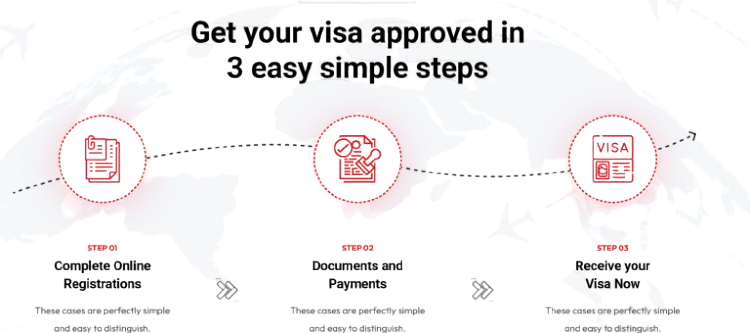 Get your visa approved in
3 easy simple steps
VISA
STEP 01
Complete Online
Registrations
These cases are perfectly simple
and easy to distinguish.
STEP 02
Documents and
Payments
These cases are perfectly simple
and easy to distinguish.
STEP 03
Receive your
Visa Now
These cases are perfectly simple
and easy to distinguish.